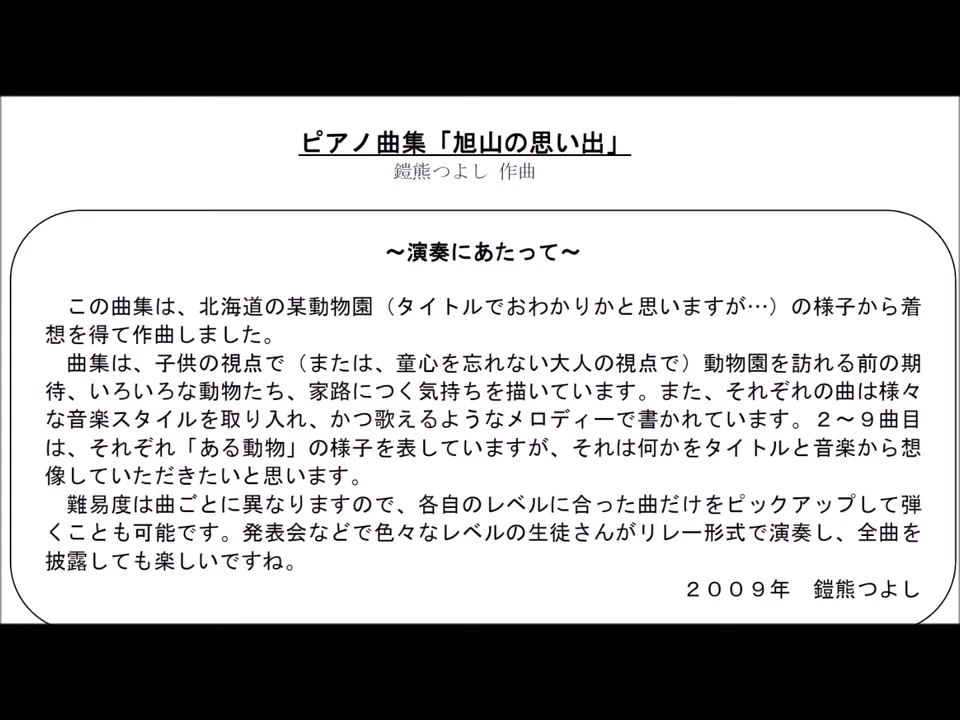 ピアノ曲集「旭山の思い出」
鎧熊つよし 作曲
～演奏にあたって～
この曲集は、北海道の某動物園（タイトルでおわかりかと思いますが…）の様子から着
想を得て作曲しました。
曲集は、子供の視点で（または、童心を忘れない大人の視点で）動物園を訪れる前の期
待、いろいろな動物たち、家路につく気持ちを描いています。また、それぞれの曲は様々
な音楽スタイルを取り入れ、かつ歌えるようなメロディーで書かれています。２～９曲目
は、それぞれ「ある動物」の様子を表していますが、それは何かをタイトルと音楽から想
像していただきたいと思います。
難易度は曲ごとに異なりますので、各自のレベルに合った曲だけをピックアップして弾
くことも可能です。発表会などで色々なレベルの生徒さんがリレー形式で演奏し、全曲を
披露しても楽しいですね。
２００９年　鎧熊つよし